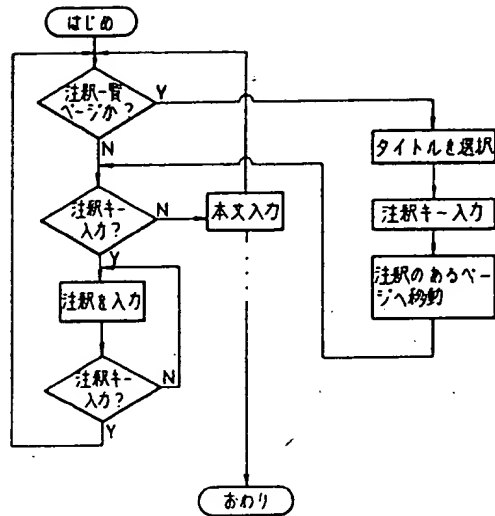 はじめ
注釈一覧
ページか?
Y
N
タイトルを選択
注釈キー
入力?
N
Y
本文入力
注釈キー入力
注釈のあるペー
ジへ移動
注釈を入力
注釈キー
入力?
N
Y
おわり